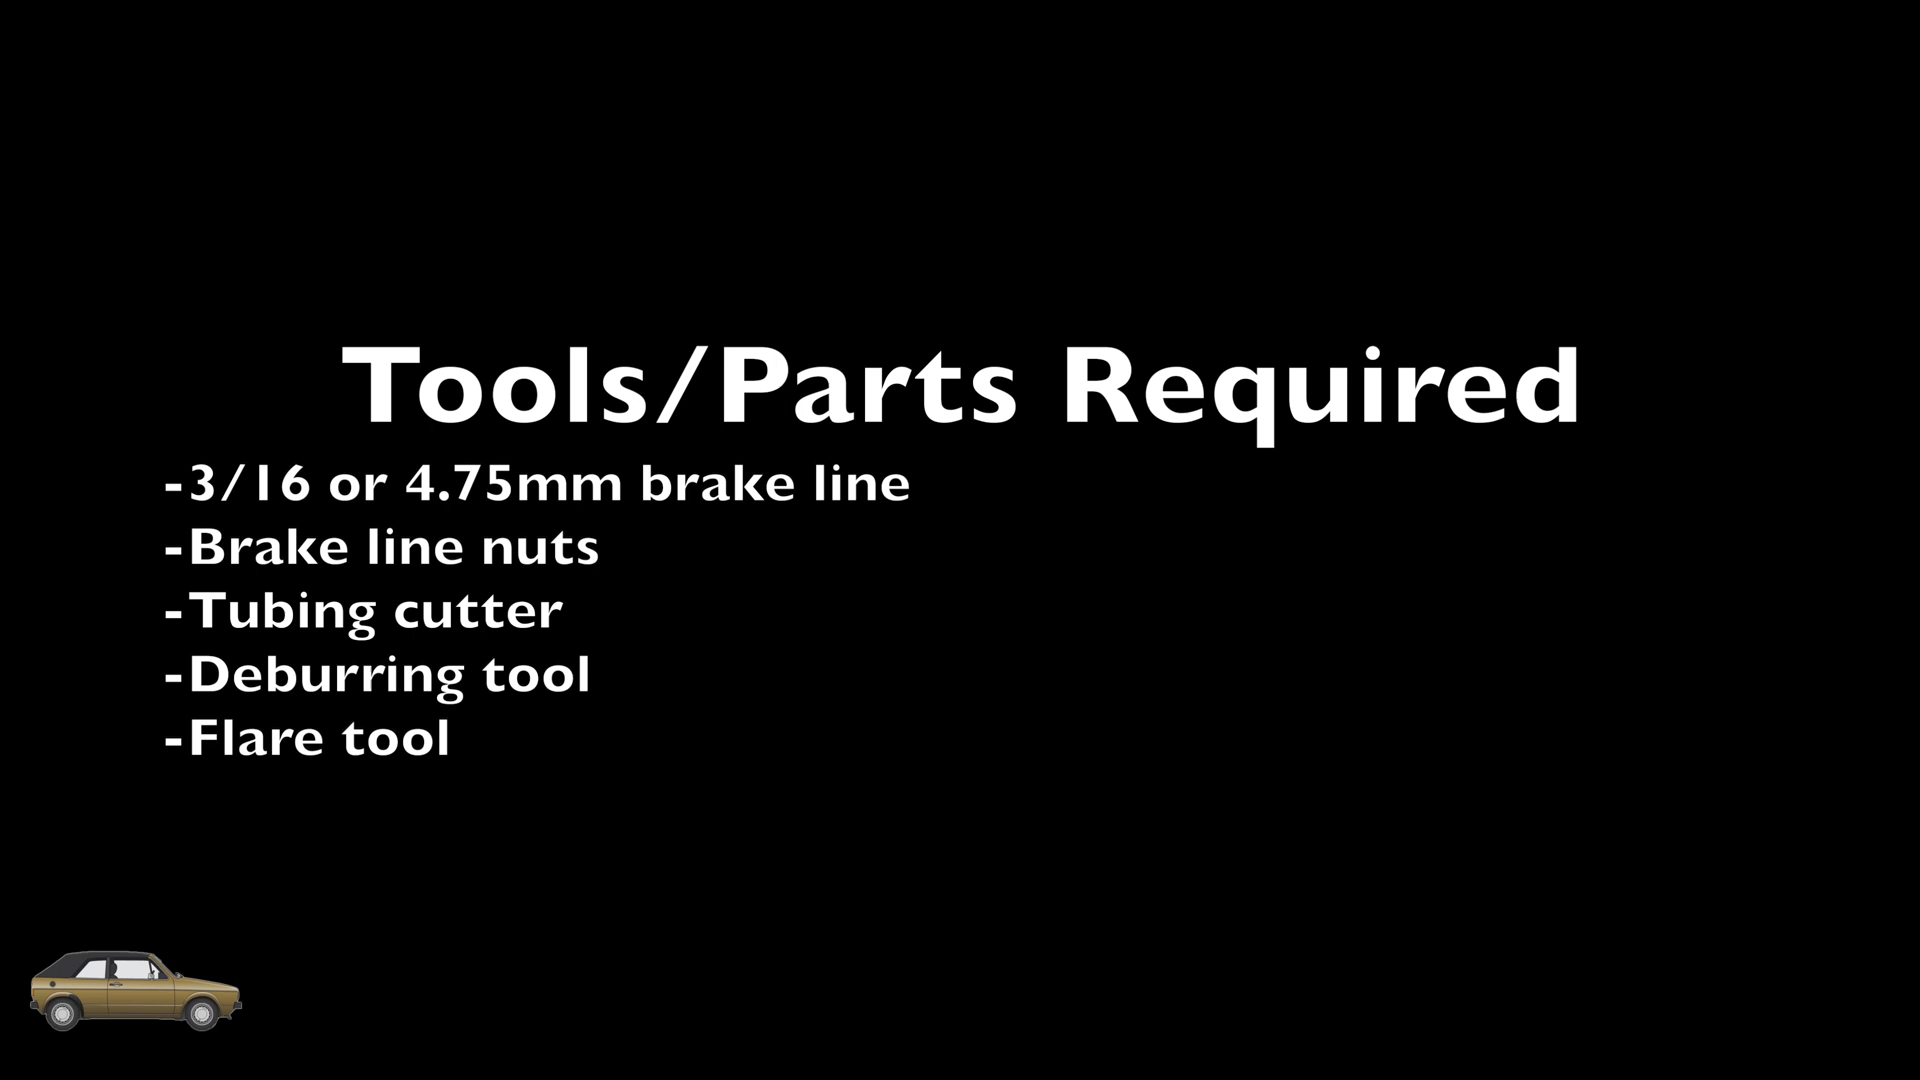 Tools/Parts Required
-3/16 or 4.75mm brake line
-Brake line nuts
-Tubing cutter
-Deburring tool
-Flare tool